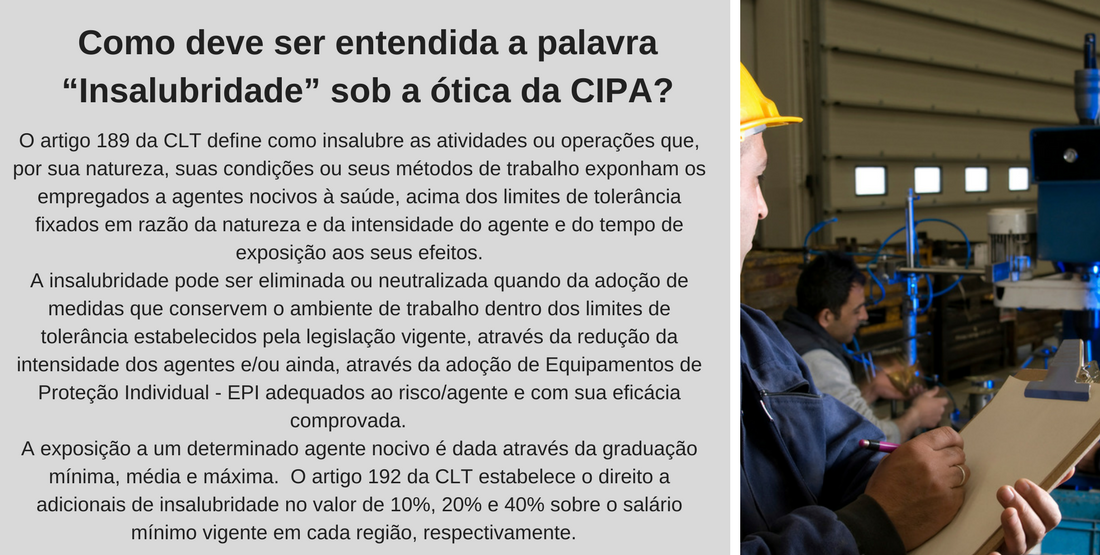 Como deve ser entendida a palavra
“Insalubridade” sob a ótica da CIPA?
O artigo 189 da CLT define como insalubre as atividades ou operações que,
por sua natureza, suas condições ou seus métodos de trabalho exponham os
empregados a agentes nocivos à saúde, acima dos limites de tolerância
fixados em razão da natureza e da intensidade do agente e do tempo de
exposição aos seus efeitos.
A insalubridade pode ser eliminada ou neutralizada quando da adoção de
medidas que conservem o ambiente de trabalho dentro dos limites de
tolerância estabelecidos pela legislação vigente, através da redução da
intensidade dos agentes e/ou ainda, através da adoção de Equipamentos de
Proteção Individual - EPI adequados ao risco/agente e com sua eficácia
comprovada.
A exposição a um determinado agente nocivo é dada através da graduação
mínima, média e máxima.  O artigo 192 da CLT estabelece o direito a
adicionais de insalubridade no valor de 10%, 20% e 40% sobre o salário
mínimo vigente em cada região, respectivamente.